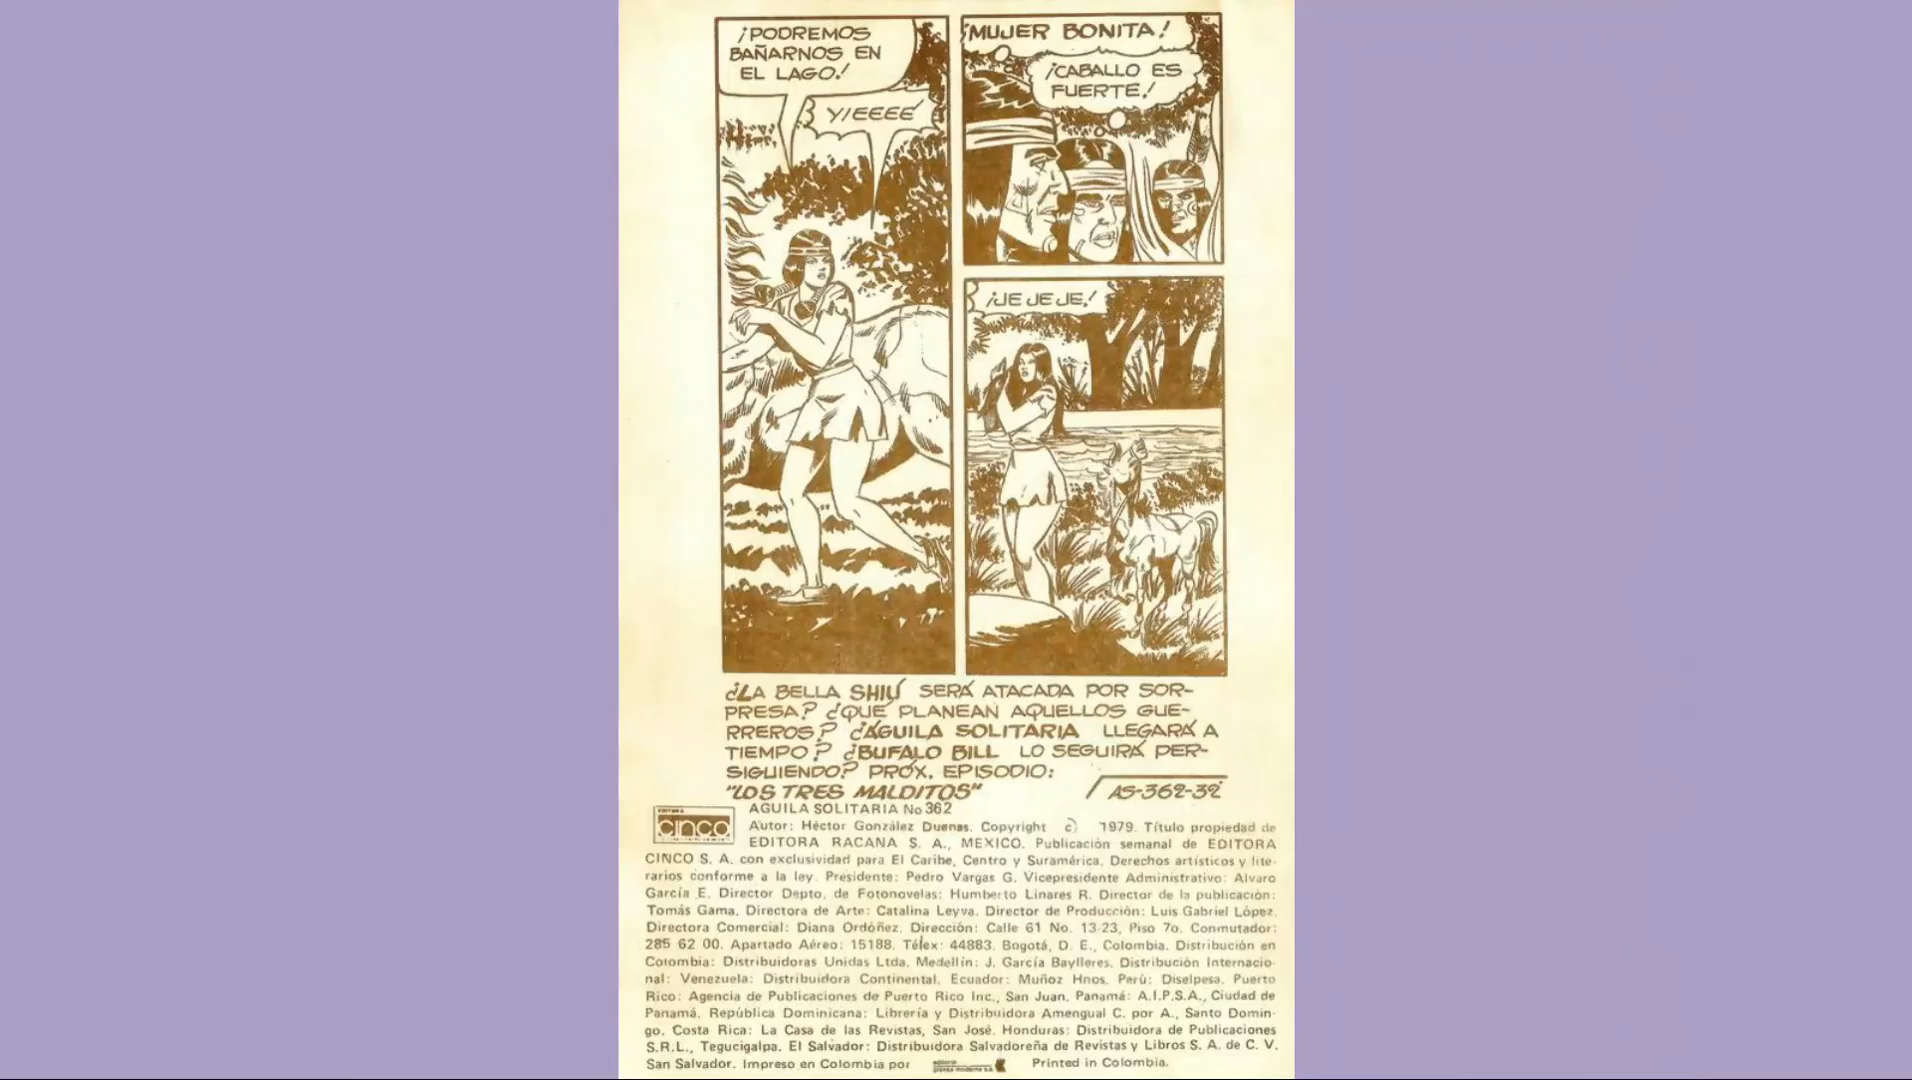 ¡PODREMOS
BAÑARNOS EN
EL LAGO!
YIEEEE
¡MUJER BONITA!
¡CABALLO ES
FUERTE!
¡JE JE JE!
¿LA BELLA SHIÚ SERÁ ATACADA POR SOR-
PRESA? ¿QUÉ PLANEAN AQUELLOS GUE-
RREROS? ¿ÁGUILA SOLITARIA LLEGARÁ A
TIEMPO? ¿BUFALO BILL LO SEGUIRÁ PER-
SIGUIENDO? PRÓX. EPISODIO:
"LOS TRES MALDITOS"
AS-362-32
EDITORA
cinco
AGUILA SOLITARIA No 362
Autor: Héctor González Duenas. Copyright c) 1979. Título propiedad de
EDITORA RACANA S. A., MEXICO. Publicación semanal de EDITORA
CINCO S. A. con exclusividad para El Caribe, Centro y Suramérica. Derechos artísticos y lite-
rarios conforme a la ley. Presidente: Pedro Vargas G. Vicepresidente Administrativo: Alvaro
García E. Director Depto. de Fotonovelas: Humberto Linares R. Director de la publicación:
Tomás Gama. Directora de Arte: Catalina Leyva. Director de Producción: Luis Gabriel López.
Directora Comercial: Diana Ordóñez. Dirección: Calle 61 No. 13-23, Piso 7o. Conmutador:
285 62 00. Apartado Aéreo: 15188. Télex: 44883. Bogotá, D. E., Colombia. Distribución en
Colombia: Distribuidoras Unidas Ltda. Medellín: J. García Baylleres. Distribución Internacio-
nal: Venezuela: Distribuidora Continental. Ecuador: Muñoz Hnos. Perú: Diselpesa. Puerto
Rico: Agencia de Publicaciones de Puerto Rico Inc., San Juan. Panamá: A.I.P.S.A., Ciudad de
Panamá. República Dominicana: Librería y Distribuidora Amengual C. por A., Santo Domin-
go. Costa Rica: La Casa de las Revistas, San José. Honduras: Distribuidora de Publicaciones
S.R.L., Tegucigalpa. El Salvador: Distribuidora Salvadoreña de Revistas y Libros S. A. de C. V.
San Salvador. Impreso en Colombia por editorial prensa moderna s.a. Printed in Colombia.